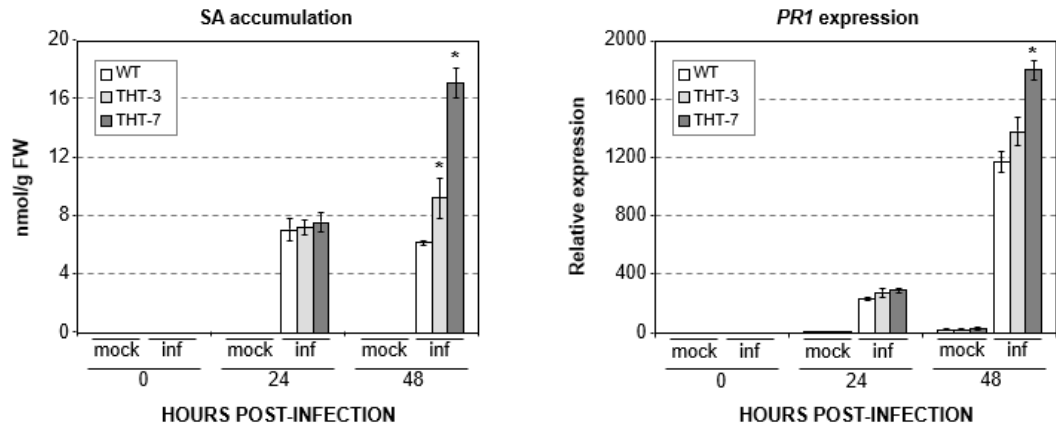 SA accumulation
20
16
12
8
4
0
nmol/g FW
WT
THT-3
THT-7
*
*
mock inf mock inf mock inf
0 24 48
HOURS POST-INFECTION
PR1 expression
2000
1600
1200
800
400
0
Relative expression
WT
THT-3
THT-7
*
mock inf mock inf mock inf
0 24 48
HOURS POST-INFECTION